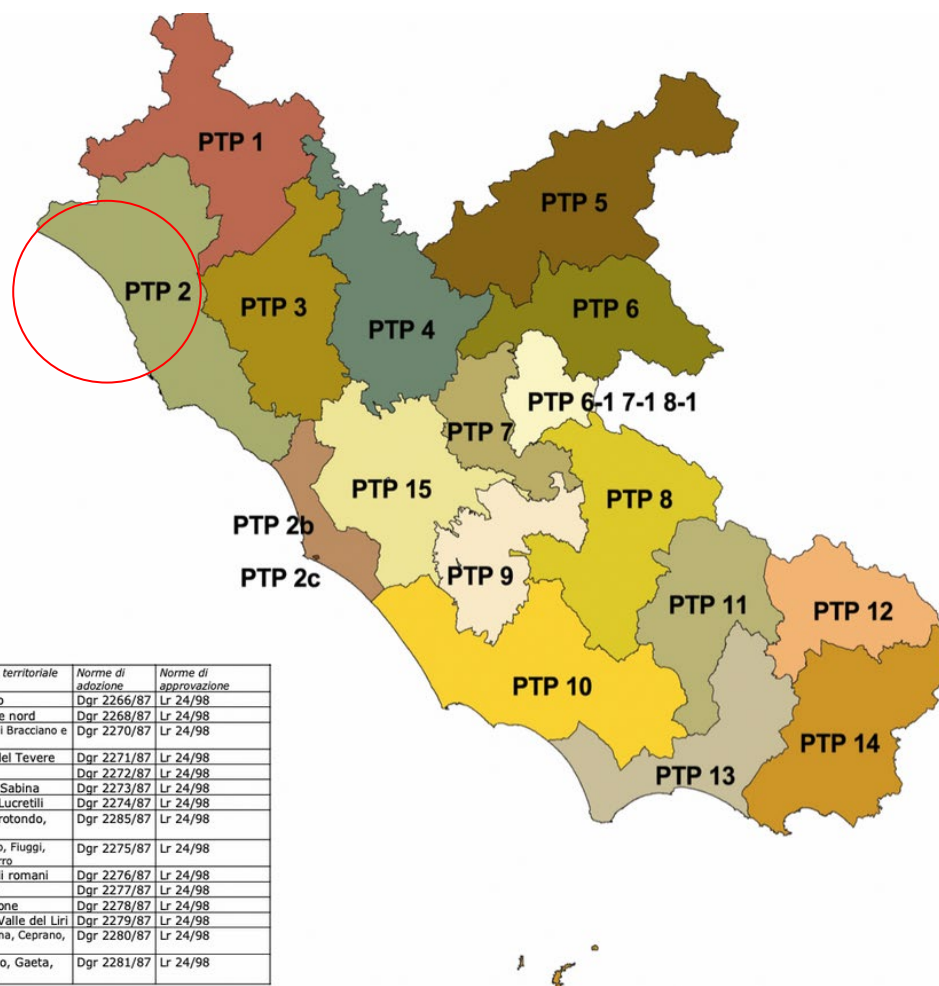 PTP 1
PTP 5
PTP 2
PTP 3
PTP 4
PTP 6
PTP 6-1 7-1 8-1
PTP 7
PTP 15
PTP 8
PTP 2b
PTP 2c
PTP 9
PTP 11
PTP 12
PTP 10
PTP 14
PTP 13
territoriale Norme di adozione Norme di approvazione
o Dgr 2266/87 Lr 24/98
e nord Dgr 2268/87 Lr 24/98
i Bracciano e Dgr 2270/87 Lr 24/98
del Tevere Dgr 2271/87 Lr 24/98
Dgr 2272/87 Lr 24/98
Sabina Dgr 2273/87 Lr 24/98
Lucretili Dgr 2274/87 Lr 24/98
rotondo, Dgr 2285/87 Lr 24/98
o, Fiuggi, Dgr 2275/87 Lr 24/98
rro
li romani Dgr 2276/87 Lr 24/98
Dgr 2277/87 Lr 24/98
one Dgr 2278/87 Lr 24/98
Valle del Liri Dgr 2279/87 Lr 24/98
na, Ceprano, Dgr 2280/87 Lr 24/98
o, Gaeta, Dgr 2281/87 Lr 24/98